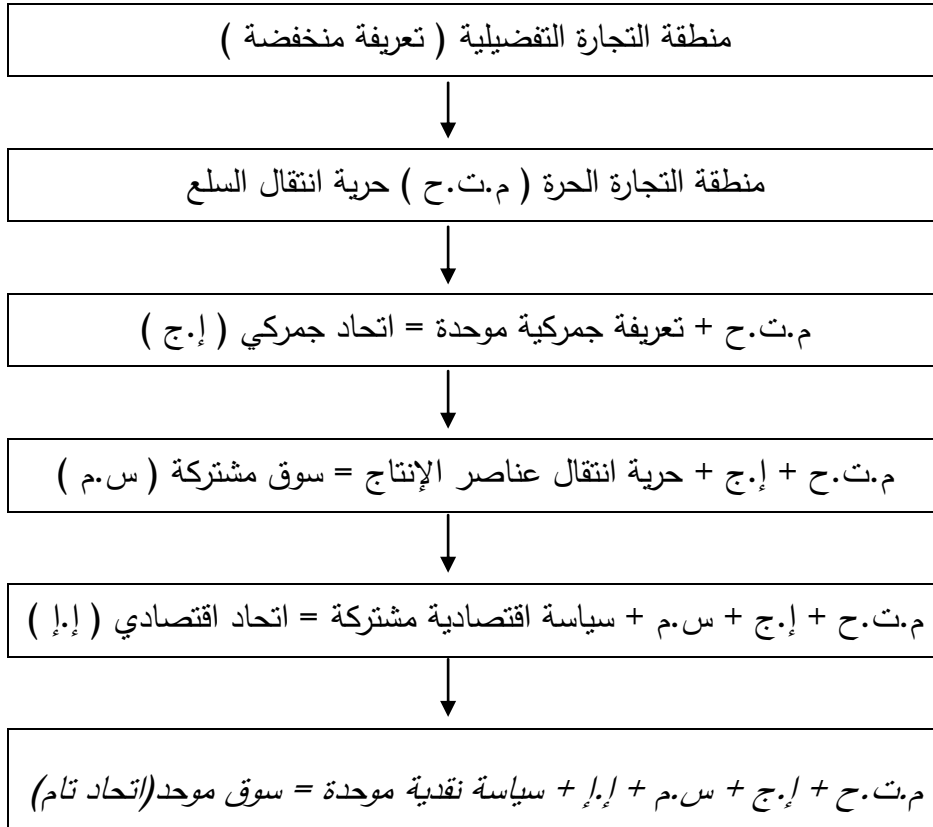 منطقة التجارة التفضيلية ( تعريفة منخفضة )
منطقة التجارة الحرة ( م.ت.ح ) حرية انتقال السلع
م.ت.ح + تعريفة جمركية موحدة = اتحاد جمركي ( إ.ج )
م.ت.ح + إ.ج + حرية انتقال عناصر الإنتاج = سوق مشتركة ( س.م )
م.ت.ح + إ.ج + س.م + سياسة اقتصادية مشتركة = اتحاد اقتصادي ( إ.إ )
م.ت.ح + إ.ج + س.م + إ.إ + سياسة نقدية موحدة = سوق موحد(اتحاد تام)